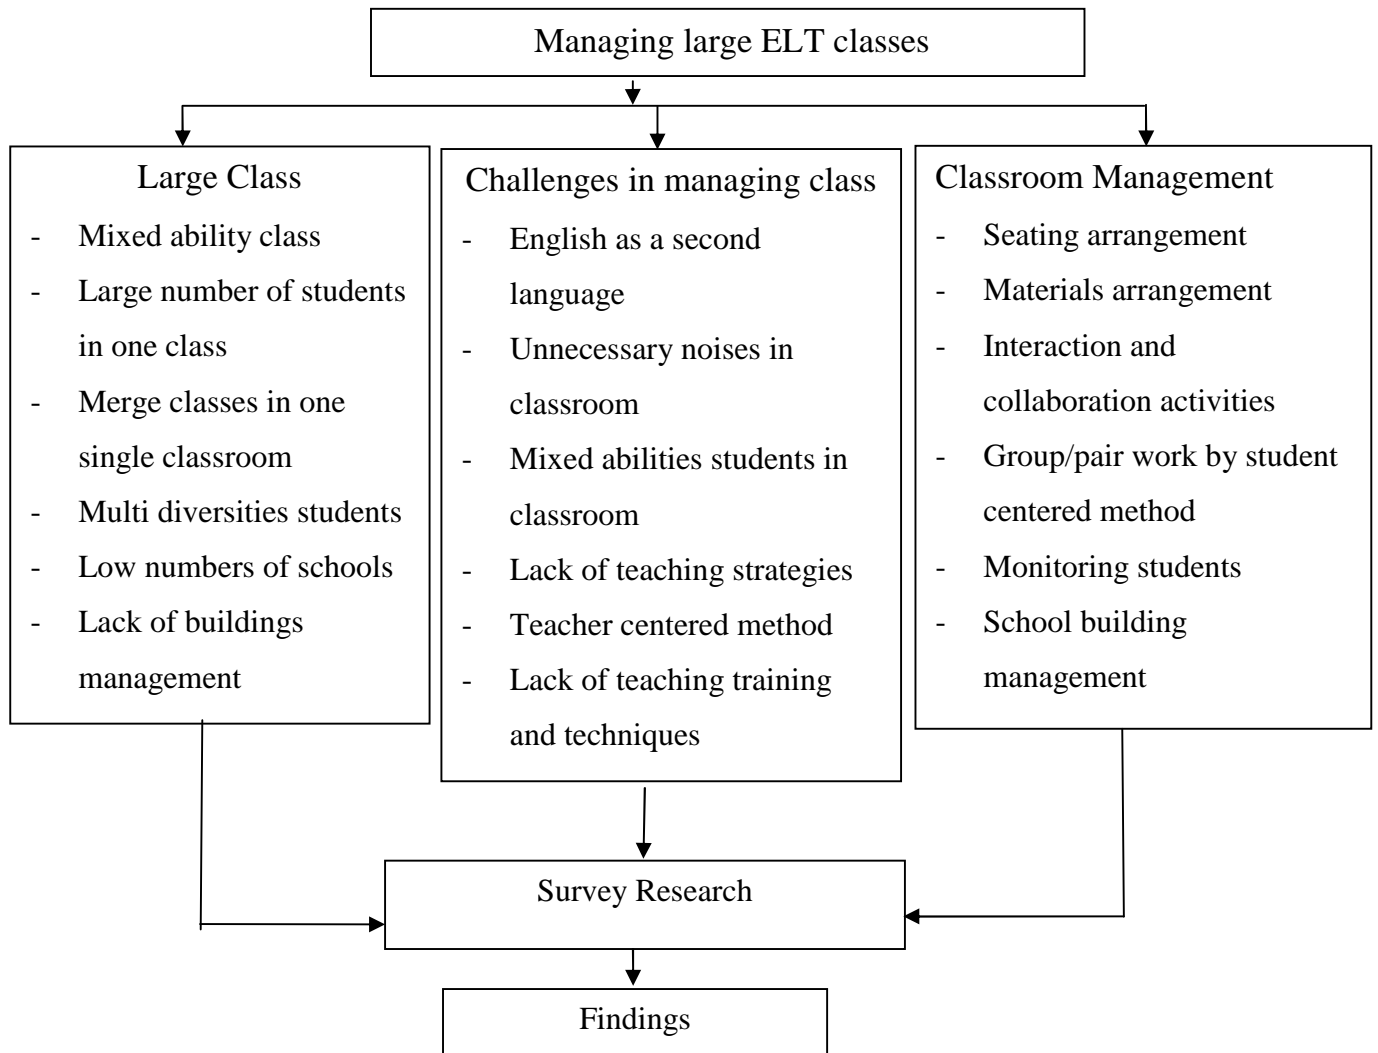 Managing large ELT classes
Large Class
- Mixed ability class
- Large number of students
in one class
- Merge classes in one
single classroom
- Multi diversities students
- Low numbers of schools
- Lack of buildings
management
Challenges in managing class
- English as a second
language
- Unnecessary noises in
classroom
- Mixed abilities students in
classroom
- Lack of teaching strategies
- Teacher centered method
- Lack of teaching training
and techniques
Classroom Management
- Seating arrangement
- Materials arrangement
- Interaction and
collaboration activities
- Group/pair work by student
centered method
- Monitoring students
- School building
management
Survey Research
Findings